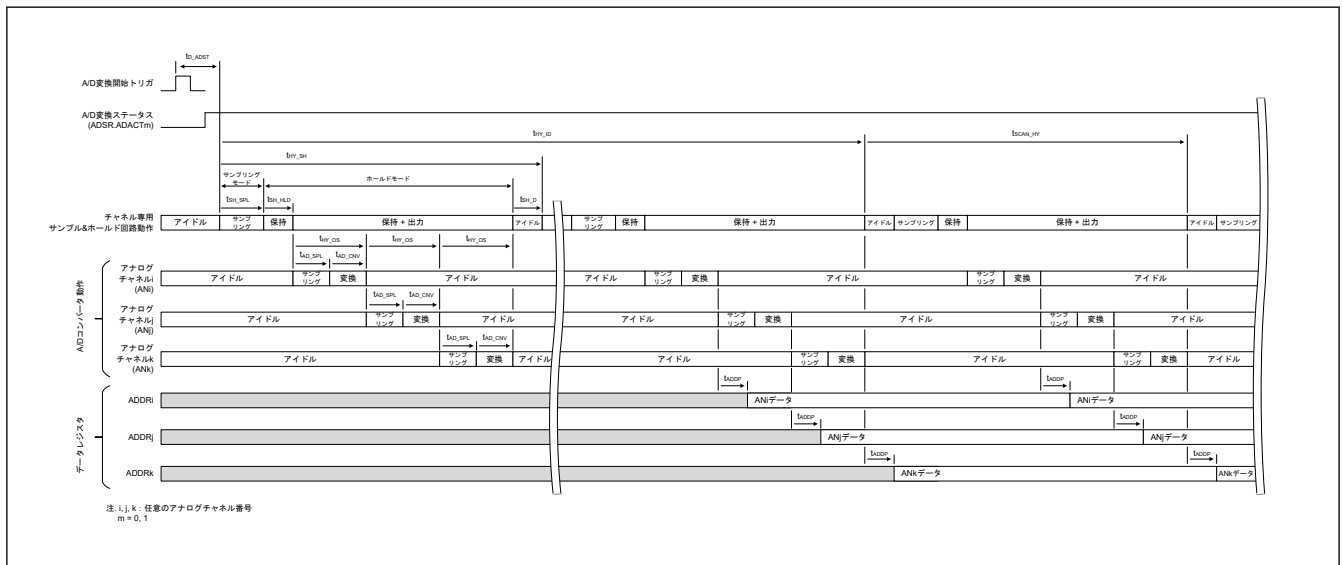 tD_ADST
A/D変換開始トリガ
A/D変換ステータス
(ADSR.ADACTm)
tHY_ID
tSCAN_HY
tHY_SH
サンプリング
モード
ホールドモード
tSH_SPL
tSH_HLD
tSH_D
チャネル専用
サンプル&ホールド回路動作
アイドル
サンプ
リング
保持
保持 + 出力
アイドル
サンプ
リング
保持
保持 + 出力
アイドル
サンプリング
保持
保持 + 出力
アイドル
サンプリング
tHY_OS
tHY_OS
tHY_OS
tAD_SPL
tAD_CNV
A/Dコンバータ動作
アナログ
チャネルi
(ANi)
アイドル
サンプ
リング
変換
アイドル
アイドル
サンプ
リング
変換
アイドル
サンプ
リング
変換
アイドル
tAD_SPL
tAD_CNV
アナログ
チャネルj
(ANj)
アイドル
サンプ
リング
変換
アイドル
アイドル
サンプ
リング
変換
アイドル
サンプ
リング
変換
アイドル
tAD_SPL
tAD_CNV
アナログ
チャネルk
(ANk)
アイドル
サンプ
リング
変換
アイドル
アイドル
サンプ
リング
変換
アイドル
サンプ
リング
変換
アイドル
データレジスタ
tADDP
tADDP
ADDRi
ANiデータ
ANiデータ
tADDP
tADDP
ADDRj
ANjデータ
ANjデータ
tADDP
tADDP
ADDRk
ANkデータ
ANkデータ
注. i, j, k : 任意のアナログチャネル番号
m = 0, 1